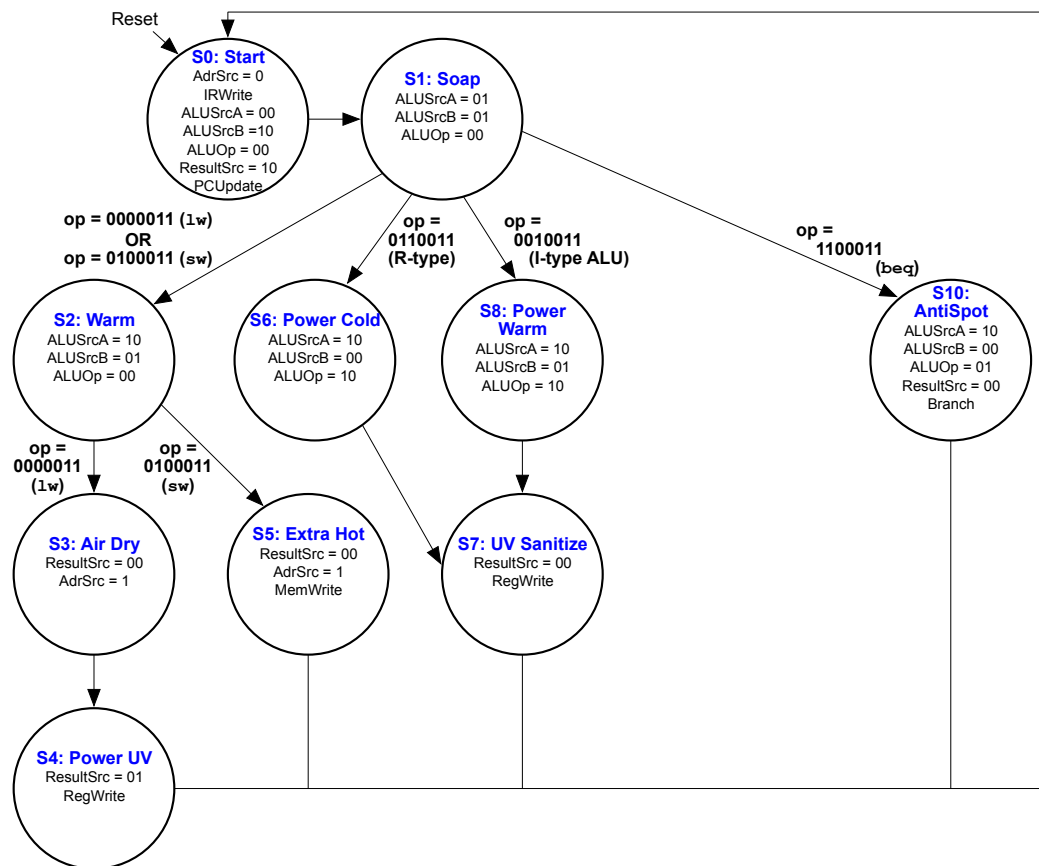 Reset
S0: Start
AdrSrc = 0
IRWrite
ALUSrcA = 00
ALUSrcB =10
ALUOp = 00
ResultSrc = 10
PCUpdate
S1: Soap
ALUSrcA = 01
ALUSrcB = 01
ALUOp = 00
op = 0000011 (lw)
OR
op = 0100011 (sw)
op =
0110011
(R-type)
op =
0010011
(I-type ALU)
op =
1100011
(beq)
S2: Warm
ALUSrcA = 10
ALUSrcB = 01
ALUOp = 00
S6: Power Cold
ALUSrcA = 10
ALUSrcB = 00
ALUOp = 10
S8: Power
Warm
ALUSrcA = 10
ALUSrcB = 01
ALUOp = 10
S10:
AntiSpot
ALUSrcA = 10
ALUSrcB = 00
ALUOp = 01
ResultSrc = 00
Branch
op =
0000011
(lw)
op =
0100011
(sw)
S3: Air Dry
ResultSrc = 00
AdrSrc = 1
S5: Extra Hot
ResultSrc = 00
AdrSrc = 1
MemWrite
S7: UV Sanitize
ResultSrc = 00
RegWrite
S4: Power UV
ResultSrc = 01
RegWrite